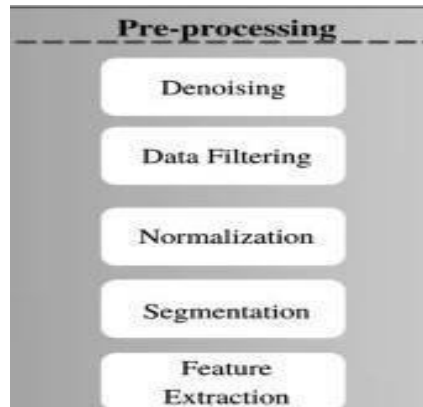 Pre-processing
Denoising
Data Filtering
Normalization
Segmentation
Feature
Extraction